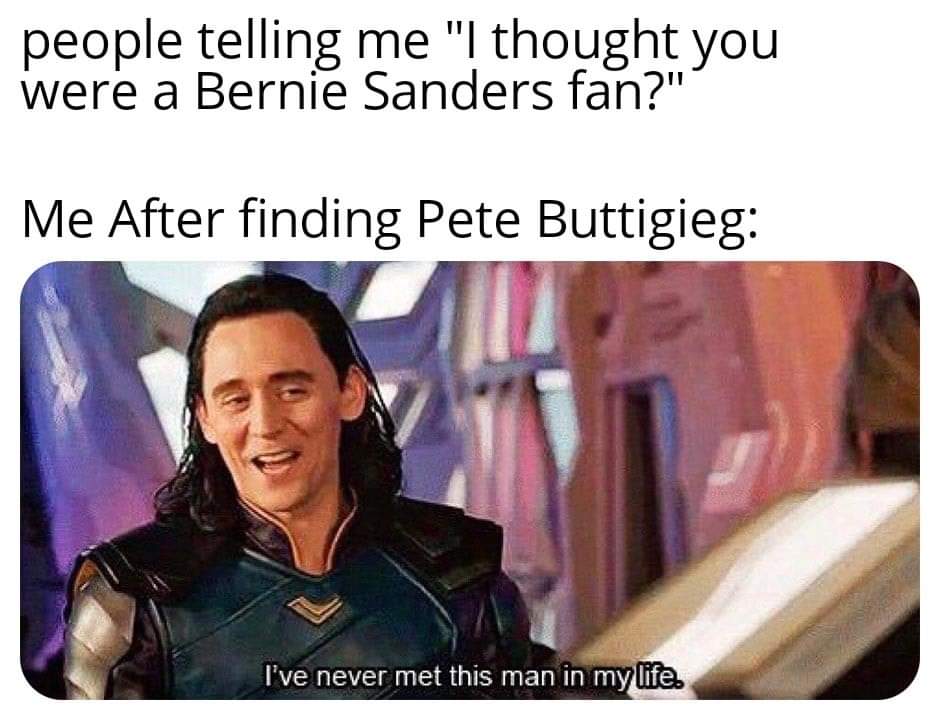 people telling me "I thought you
were a Bernie Sanders fan?"
Me After finding Pete Buttigieg:
I've never met this man in my life.